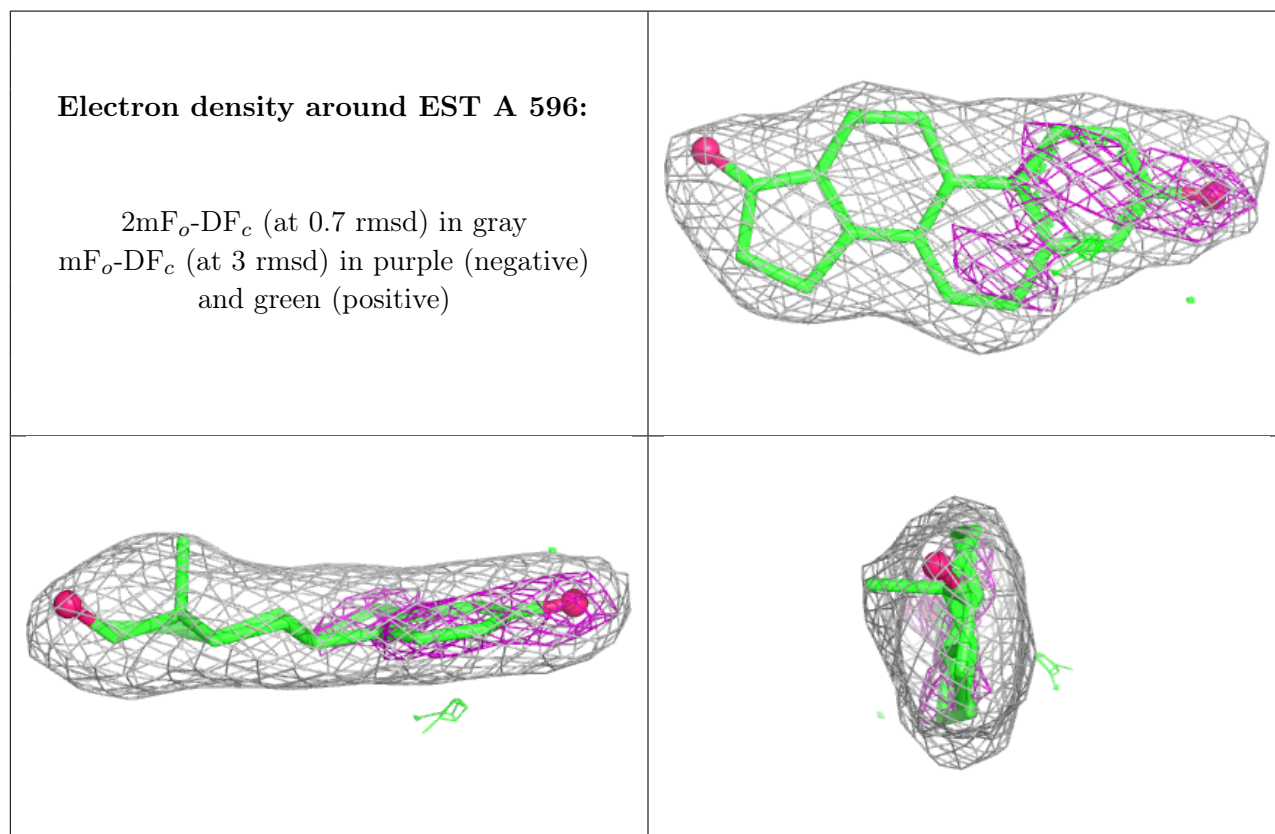 Electron density around EST A 596:
2mFo-DFc (at 0.7 rmsd) in gray
mFo-DFc (at 3 rmsd) in purple (negative)
and green (positive)